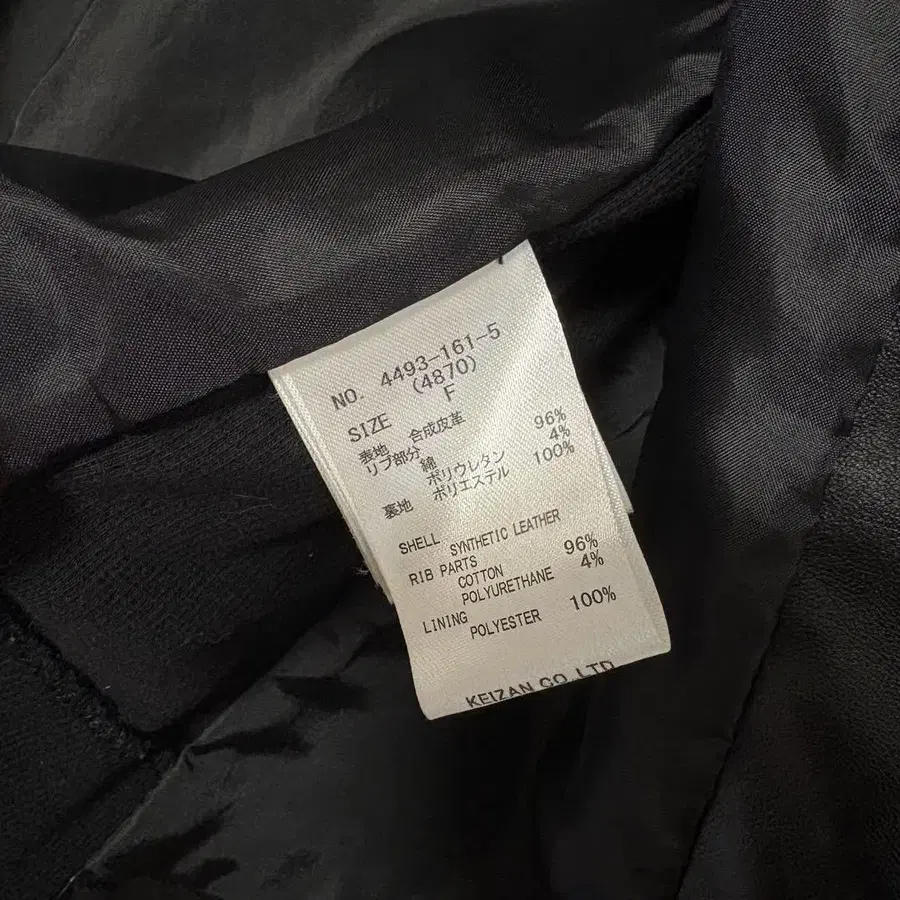 NO. 4493-161-5
(4870)
SIZE F
表地 合成皮革
リブ部分
綿 96%
ポリウレタン 4%
裏地 ポリエステル 100%
SHELL SYNTHETIC LEATHER
RIB PARTS
COTTON 96%
POLYURETHANE 4%
LINING
POLYESTER 100%
KEIZAN CO LTD